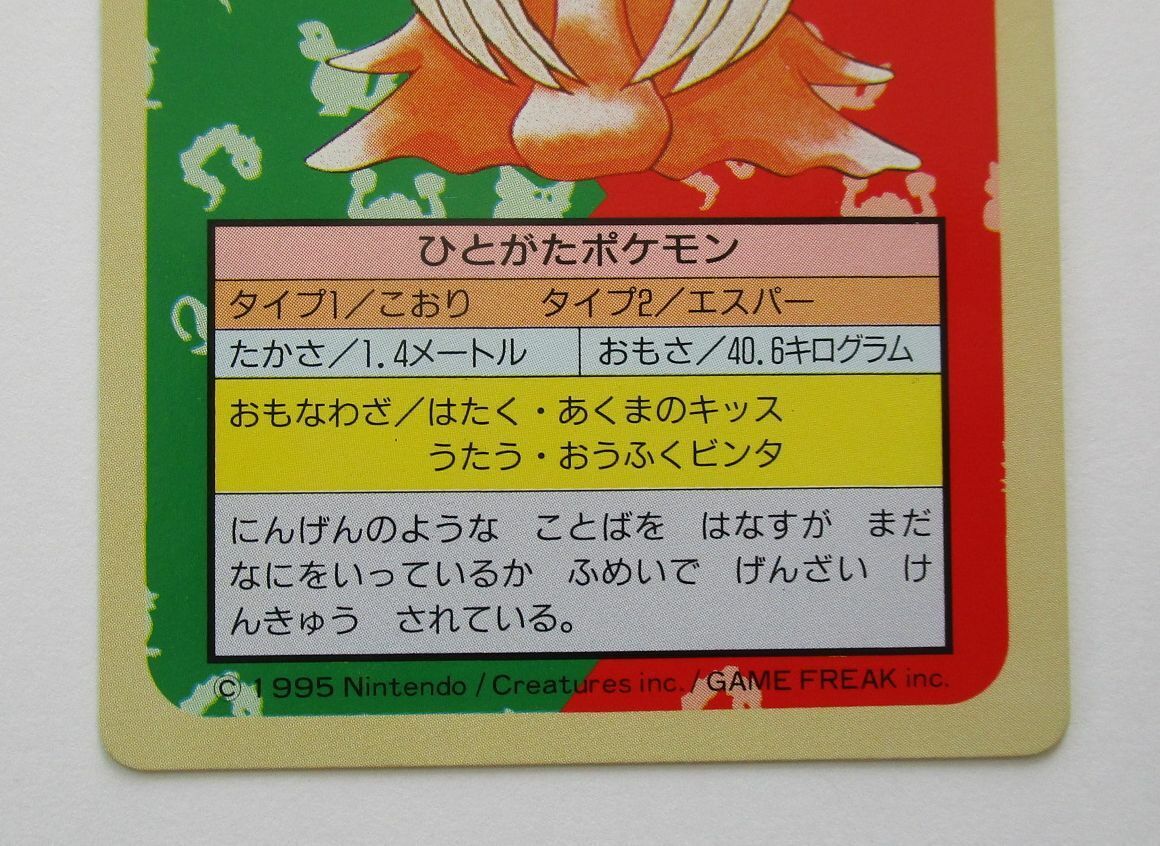 ひとがたポケモン
タイプ1／こおり　タイプ2／エスパー
たかさ／1.4メートル　おもさ／40.6キログラム
おもなわざ／はたく・あくまのキッス
うたう・おうふくビンタ
にんげんのような　ことばを　はなすが　まだ
なにをいっているか　ふめいで　げんざい　け
んきゅう　されている。
© 1995 Nintendo / Creatures inc. / GAME FREAK inc.